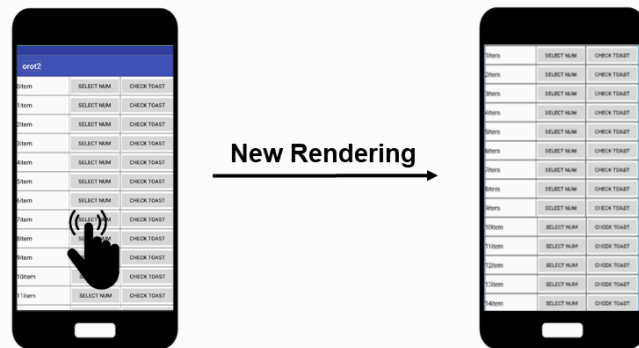 orot2
0item SELECT NUM CHECK TOAST
1item SELECT NUM CHECK TOAST
2item SELECT NUM CHECK TOAST
3item SELECT NUM CHECK TOAST
4item SELECT NUM CHECK TOAST
5item SELECT NUM CHECK TOAST
6item SELECT NUM CHECK TOAST
7item SELECT NUM CHECK TOAST
8item SELECT NUM CHECK TOAST
9item CHECK TOAST
10item CHECK TOAST
11item SELECT NUM CHECK TOAST
New Rendering
1item SELECT NUM CHECK TOAST
2item SELECT NUM CHECK TOAST
3item SELECT NUM CHECK TOAST
4item SELECT NUM CHECK TOAST
5item SELECT NUM CHECK TOAST
6item SELECT NUM CHECK TOAST
7item SELECT NUM CHECK TOAST
8item SELECT NUM CHECK TOAST
9item SELECT NUM CHECK TOAST
10item SELECT NUM CHECK TOAST
11item SELECT NUM CHECK TOAST
12item SELECT NUM CHECK TOAST
13item SELECT NUM CHECK TOAST
14item SELECT NUM CHECK TOAST